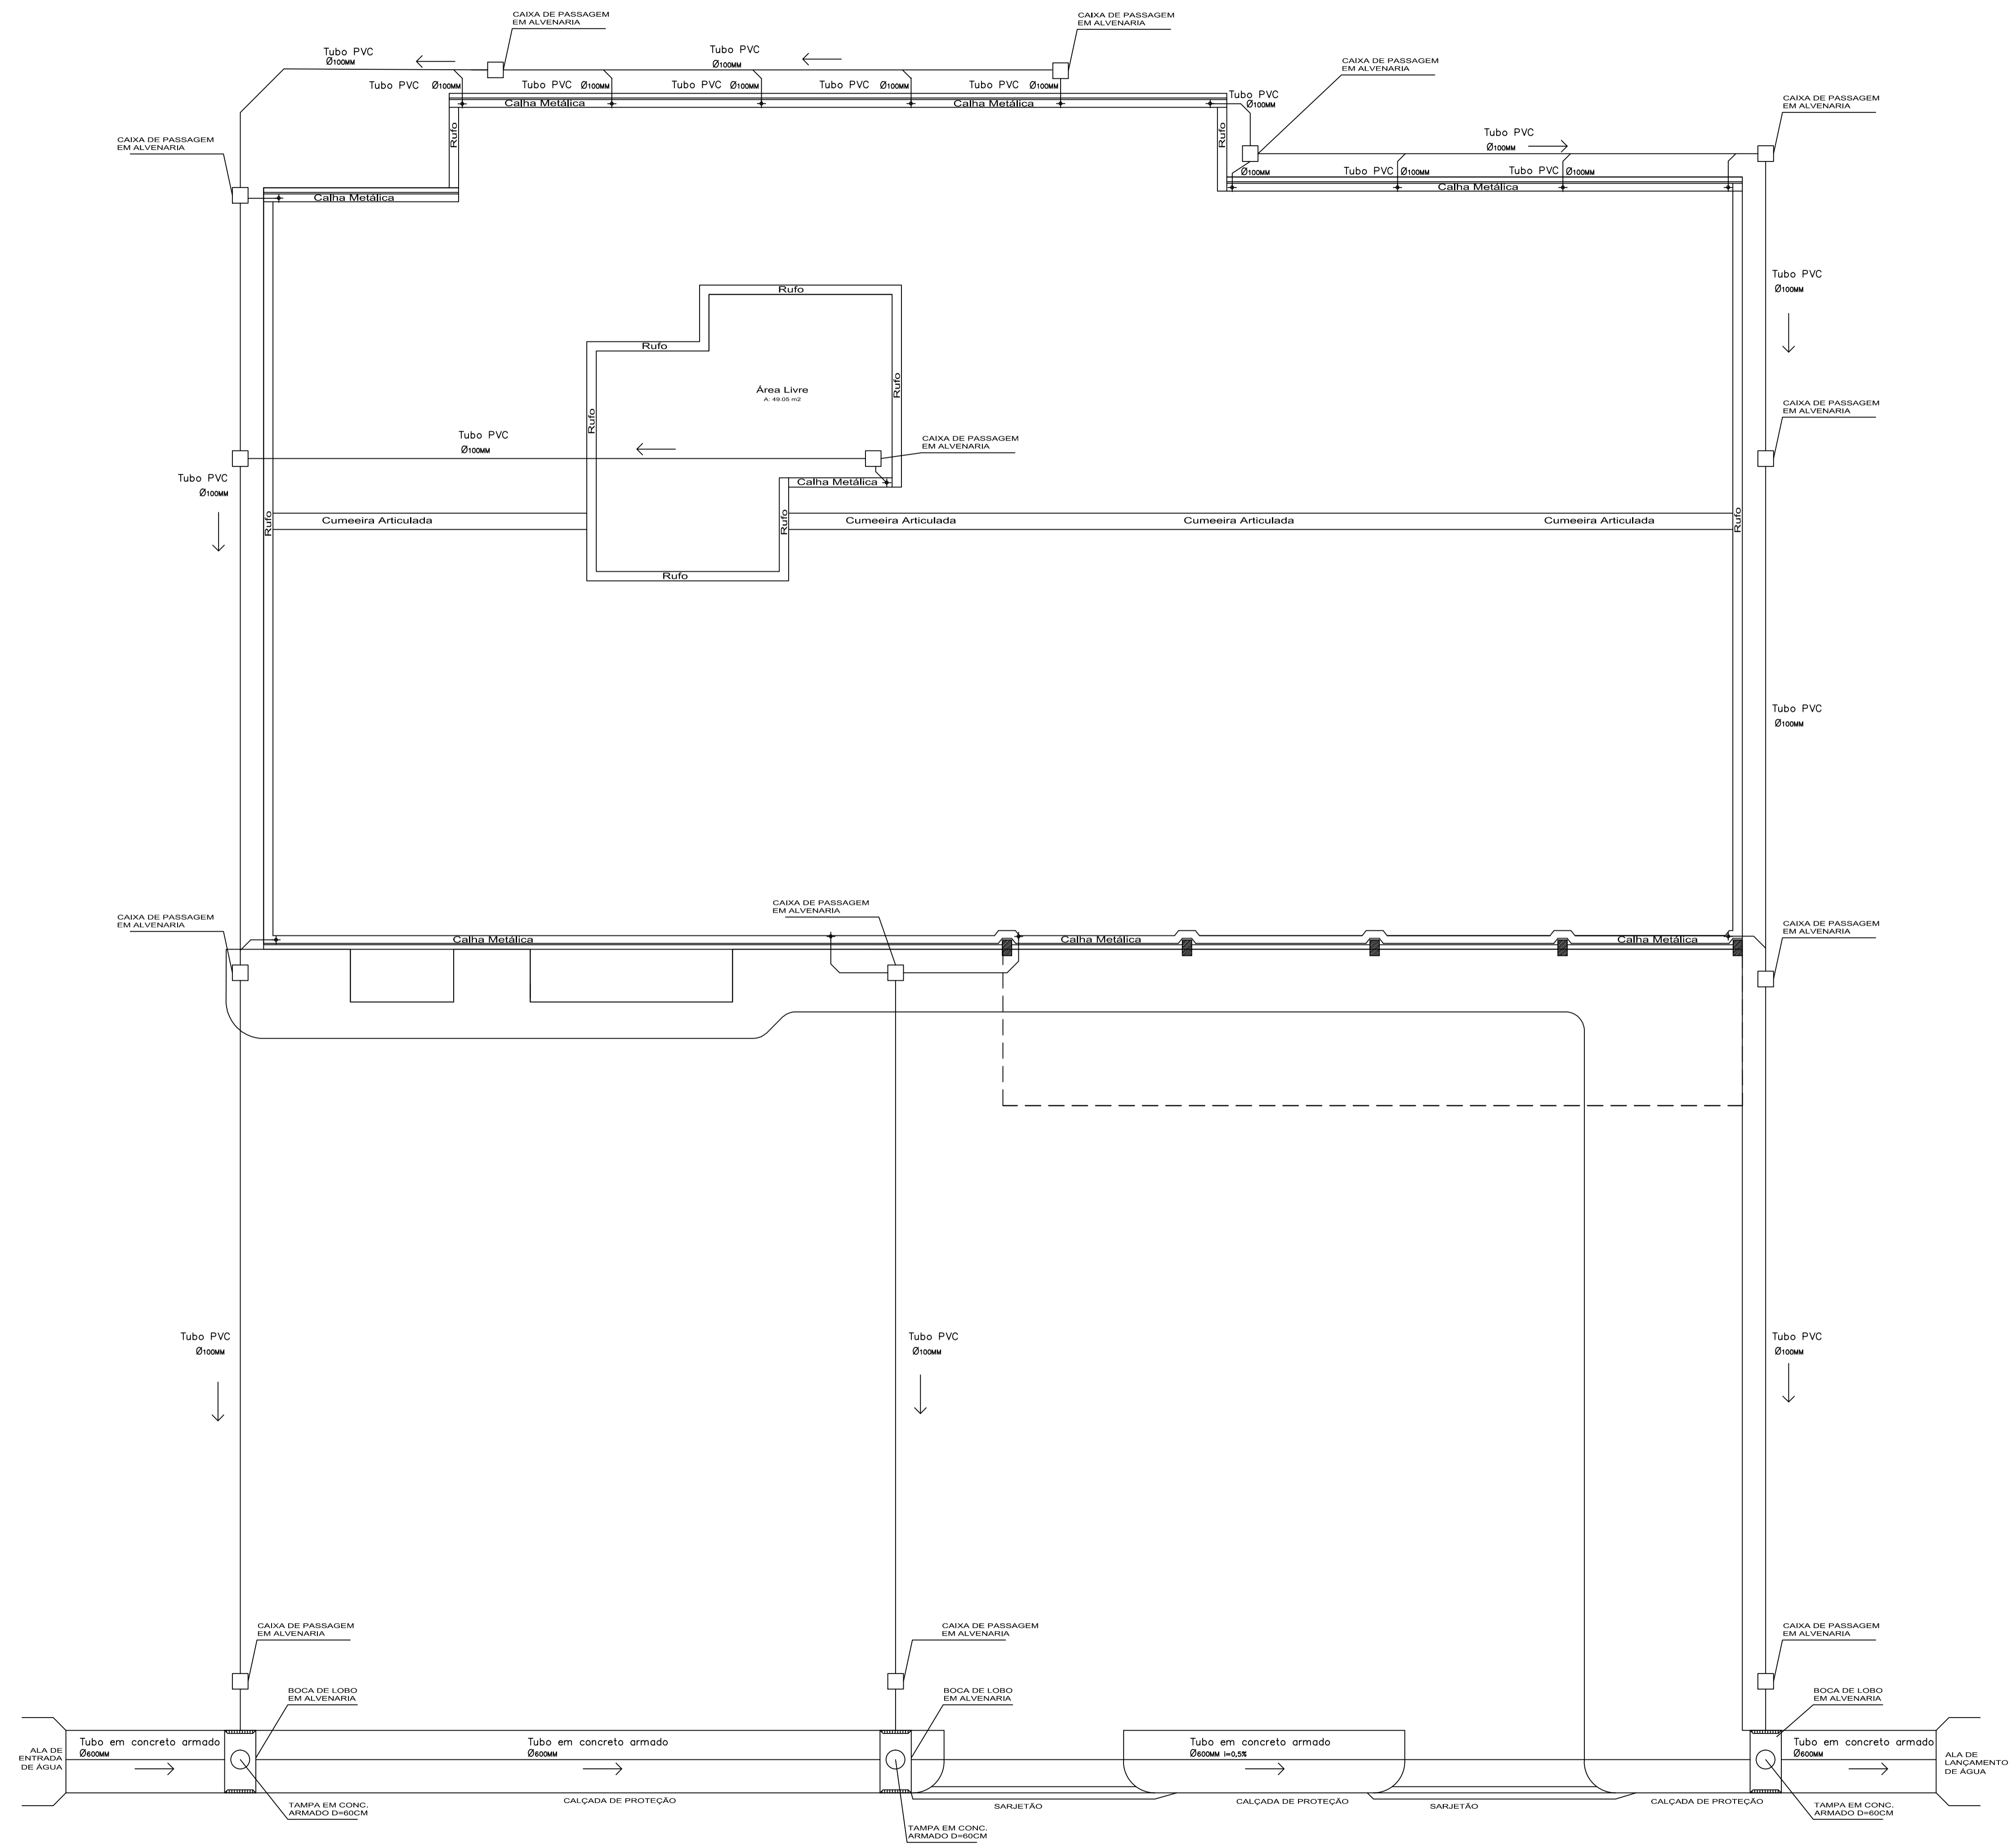 CAIXA DE PASSAGEM
EM ALVENARIA
CAIXA DE PASSAGEM
EM ALVENARIA
Tubo PVC
Ø100MM
Tubo PVC
Ø100MM
CAIXA DE PASSAGEM
EM ALVENARIA
Tubo PVC Ø100MM
Tubo PVC Ø100MM
Tubo PVC Ø100MM
Tubo PVC Ø100MM
Tubo PVC Ø100MM
Tubo PVC
Ø100MM
CAIXA DE PASSAGEM
EM ALVENARIA
Calha Metálica
Calha Metálica
Rufo
Rufo
Tubo PVC
Ø100MM
CAIXA DE PASSAGEM
EM ALVENARIA
Ø100MM
Tubo PVC Ø100MM
Tubo PVC Ø100MM
Calha Metálica
Calha Metálica
Tubo PVC
Ø100MM
Rufo
Rufo
Rufo
Rufo
Área Livre
A: 49.05 m2
CAIXA DE PASSAGEM
EM ALVENARIA
Tubo PVC
Ø100MM
CAIXA DE PASSAGEM
EM ALVENARIA
Tubo PVC
Ø100MM
Calha Metálica
Rufo
Cumeeira Articulada
Rufo
Cumeeira Articulada
Cumeeira Articulada
Cumeeira Articulada
Rufo
Rufo
Tubo PVC
Ø100MM
CAIXA DE PASSAGEM
EM ALVENARIA
CAIXA DE PASSAGEM
EM ALVENARIA
CAIXA DE PASSAGEM
EM ALVENARIA
Calha Metálica
Calha Metálica
Calha Metálica
Tubo PVC
Ø100MM
Tubo PVC
Ø100MM
Tubo PVC
Ø100MM
CAIXA DE PASSAGEM
EM ALVENARIA
CAIXA DE PASSAGEM
EM ALVENARIA
CAIXA DE PASSAGEM
EM ALVENARIA
BOCA DE LOBO
EM ALVENARIA
BOCA DE LOBO
EM ALVENARIA
BOCA DE LOBO
EM ALVENARIA
ALA DE
ENTRADA
DE ÁGUA
Tubo em concreto armado
Ø600MM
Tubo em concreto armado
Ø600MM
Tubo em concreto armado
Ø600MM I=0,5%
Tubo em concreto armado
Ø600MM
ALA DE
LANÇAMENTO
DE ÁGUA
TAMPA EM CONC.
ARMADO D=60CM
CALÇADA DE PROTEÇÃO
SARJETÃO
CALÇADA DE PROTEÇÃO
SARJETÃO
CALÇADA DE PROTEÇÃO
TAMPA EM CONC.
ARMADO D=60CM
TAMPA EM CONC.
ARMADO D=60CM